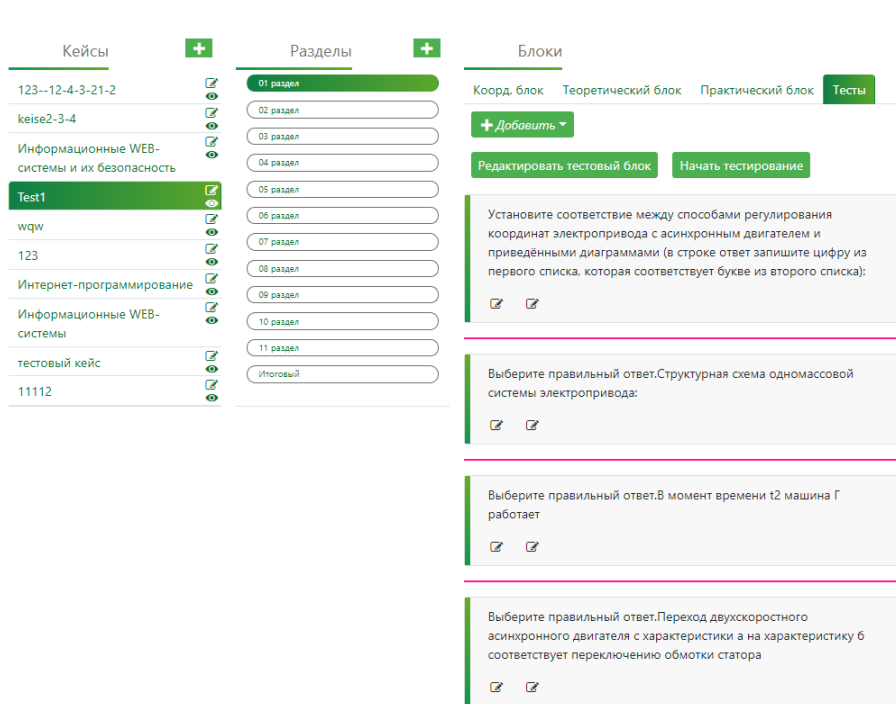 Кейсы
123--12-4-3-21-2
keise2-3-4
Информационные WEB-
системы и их безопасность
Test1
wqw
123
Интернет-программирование
Информационные WEB-
системы
тестовый кейс
11112
Разделы
01 раздел
02 раздел
03 раздел
04 раздел
05 раздел
06 раздел
07 раздел
08 раздел
09 раздел
10 раздел
11 раздел
Итоговый
Блоки
Коорд. блок Теоретический блок Практический блок Тесты
Добавить
Редактировать тестовый блок Начать тестирование
Установите соответствие между способами регулирования
координат электропривода с асинхронным двигателем и
приведёнными диаграммами (в строке ответ запишите цифру из
первого списка, которая соответствует букве из второго списка):
Выберите правильный ответ.Структурная схема одномассовой
системы электропривода:
Выберите правильный ответ.В момент времени t2 машина Г
работает
Выберите правильный ответ.Переход двухскоростного
асинхронного двигателя с характеристики а на характеристику б
соответствует переключению обмотки статора